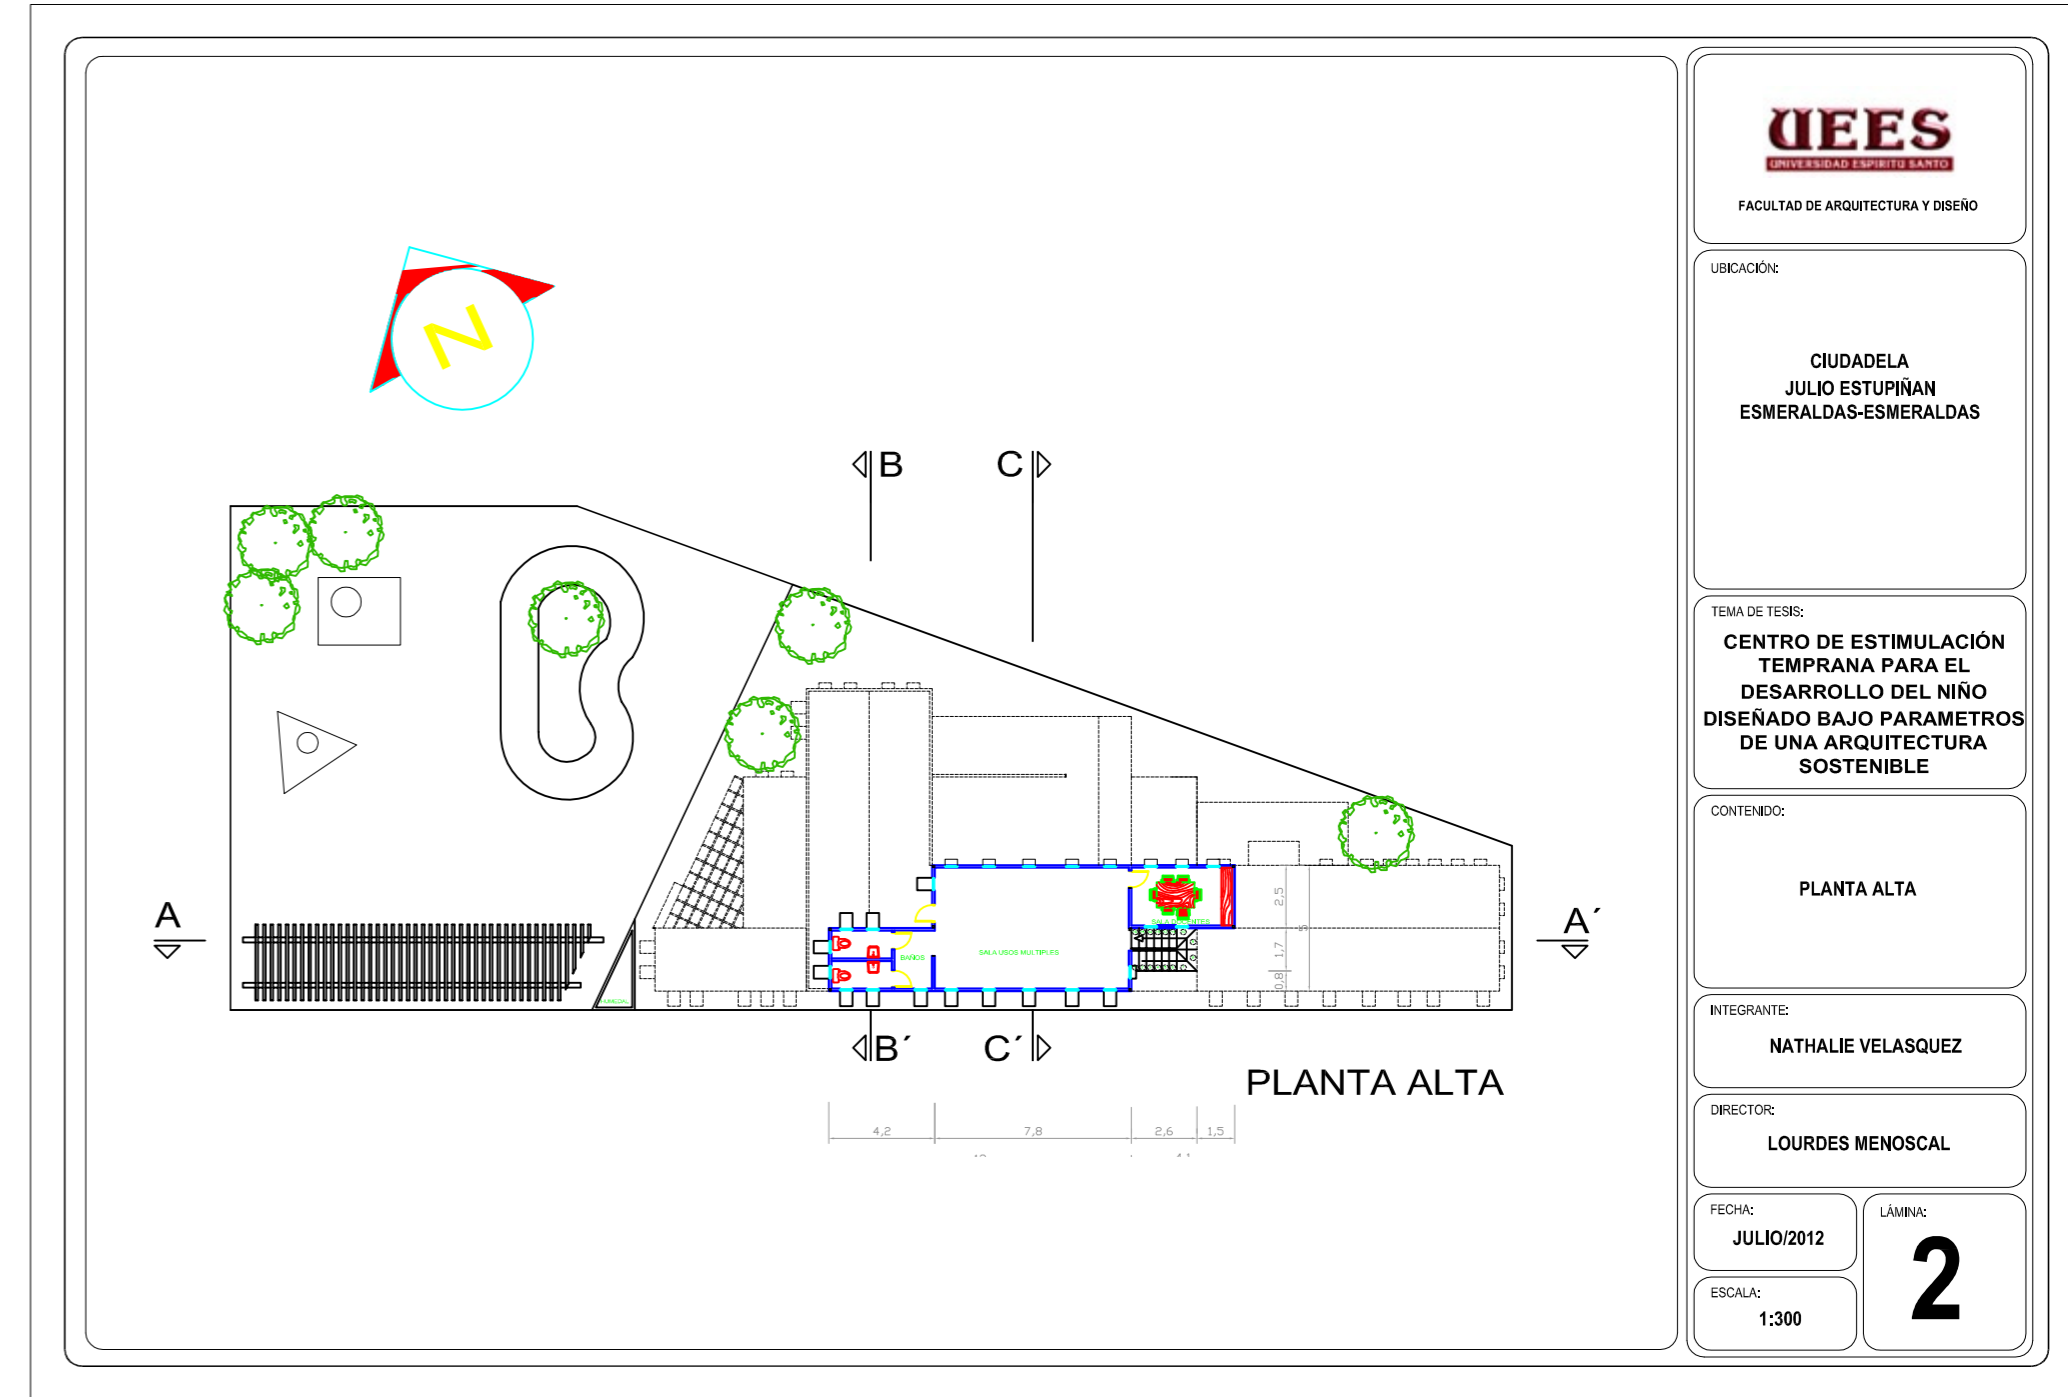 UEES
UNIVERSIDAD ESPIRITU SANTO
FACULTAD DE ARQUITECTURA Y DISEÑO
UBICACIÓN:
CIUDADELA
JULIO ESTUPIÑAN
ESMERALDAS-ESMERALDAS
TEMA DE TESIS:
CENTRO DE ESTIMULACIÓN
TEMPRANA PARA EL
DESARROLLO DEL NIÑO
DISEÑADO BAJO PARAMETROS
DE UNA ARQUITECTURA
SOSTENIBLE
CONTENIDO:
PLANTA ALTA
INTEGRANTE:
NATHALIE VELASQUEZ
DIRECTOR:
LOURDES MENOSCAL
FECHA:
JULIO/2012
LÁMINA:
2
ESCALA:
1:300
N
B
C
A
A´
SALA DOCENTES
SALA USOS MULTIPLES
BAÑOS
2,5
5
1,7
0,8
B´
C´
PLANTA ALTA
4,2
7,8
2,6
1,5